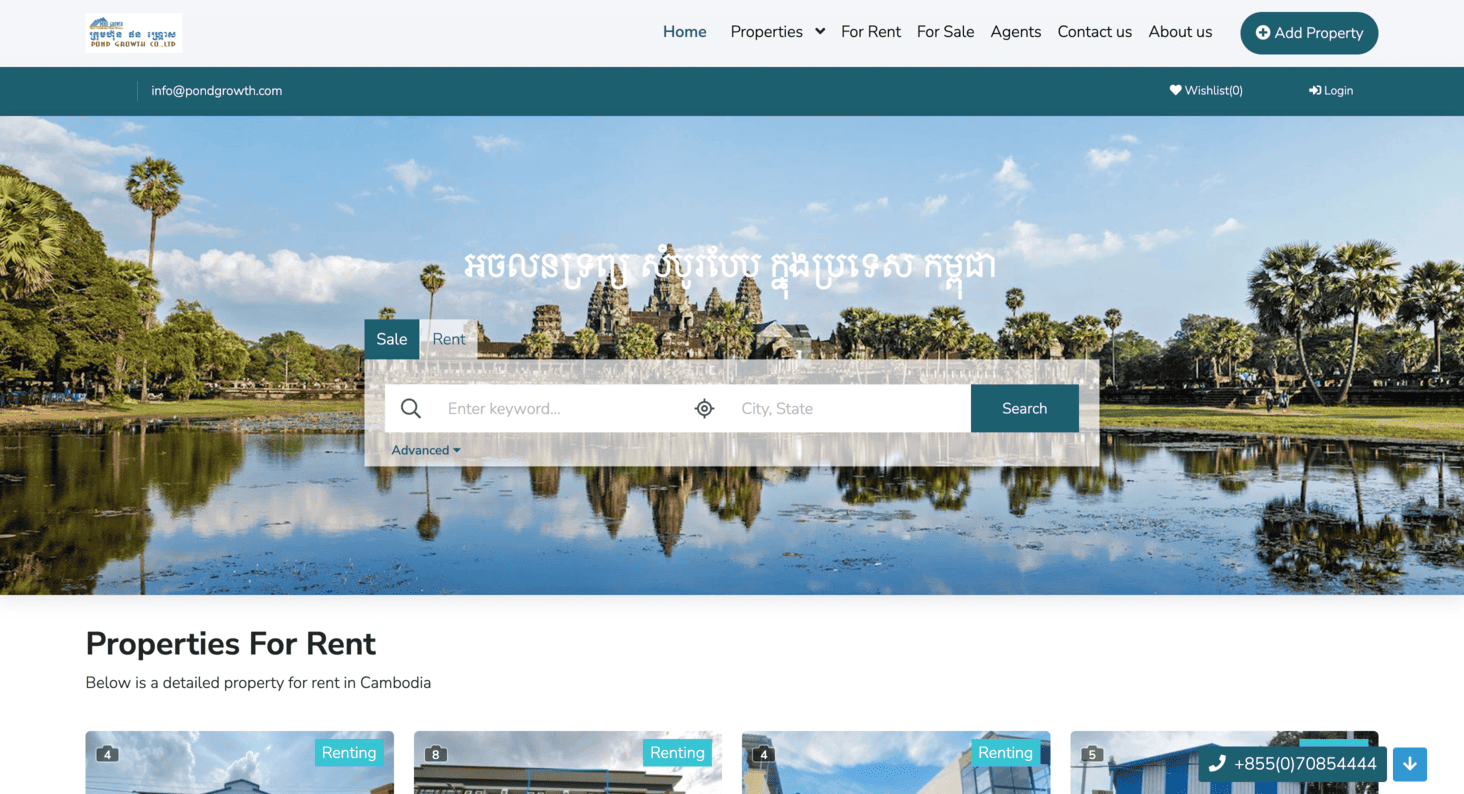 ក្រុមហ៊ុន ផន គ្រោស
POND GROWTH CO.,LTD
Home Properties For Rent For Sale Agents Contact us About us Add Property
info@pondgrowth.com Wishlist(0) Login
អចលនទ្រព្យ សំបូរបែប ក្នុងប្រទេស កម្ពុជា
Sale Rent
Enter keyword... City, State Search
Advanced
Properties For Rent
Below is a detailed property for rent in Cambodia
4 Renting 8 Renting 4 Renting 5
+855(0)70854444